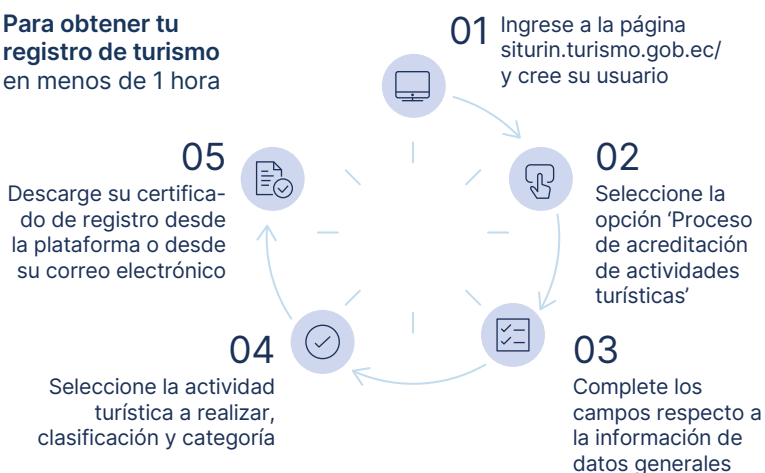 Para obtener tu
registro de turismo
en menos de 1 hora
01
Ingrese a la página
siturin.turismo.gob.ec/
y cree su usuario
02
Seleccione la
opción ‘Proceso
de acreditación
de actividades
turísticas’
03
Complete los
campos respecto a
la información de
datos generales
04
Seleccione la actividad
turística a realizar,
clasificación y categoría
05
Descarge su certifica-
do de registro desde
la plataforma o desde
su correo electrónico